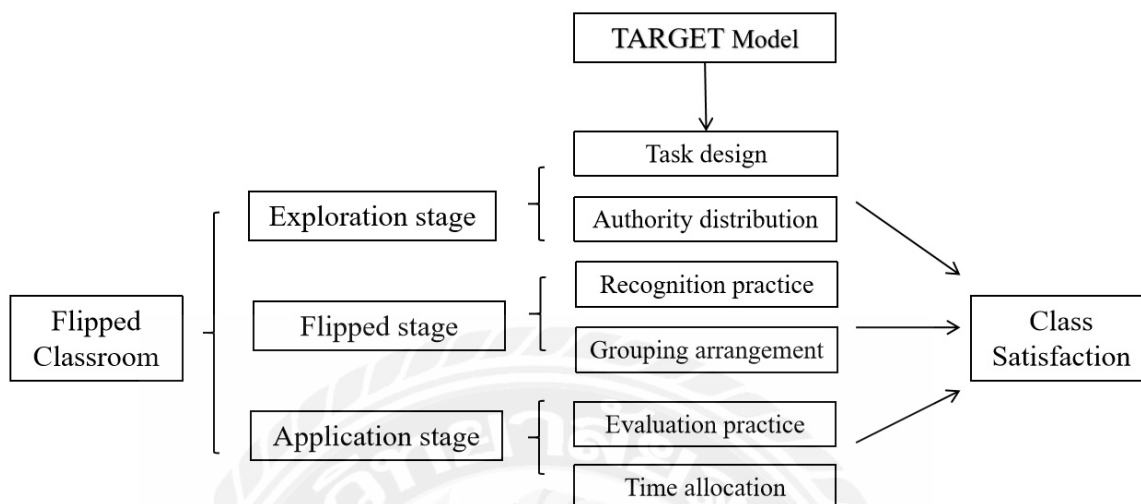 TARGET Model
Task design
Exploration stage
Authority distribution
Recognition practice
Flipped
Classroom
Flipped stage
Class
Satisfaction
Grouping arrangement
Evaluation practice
Application stage
Time allocation